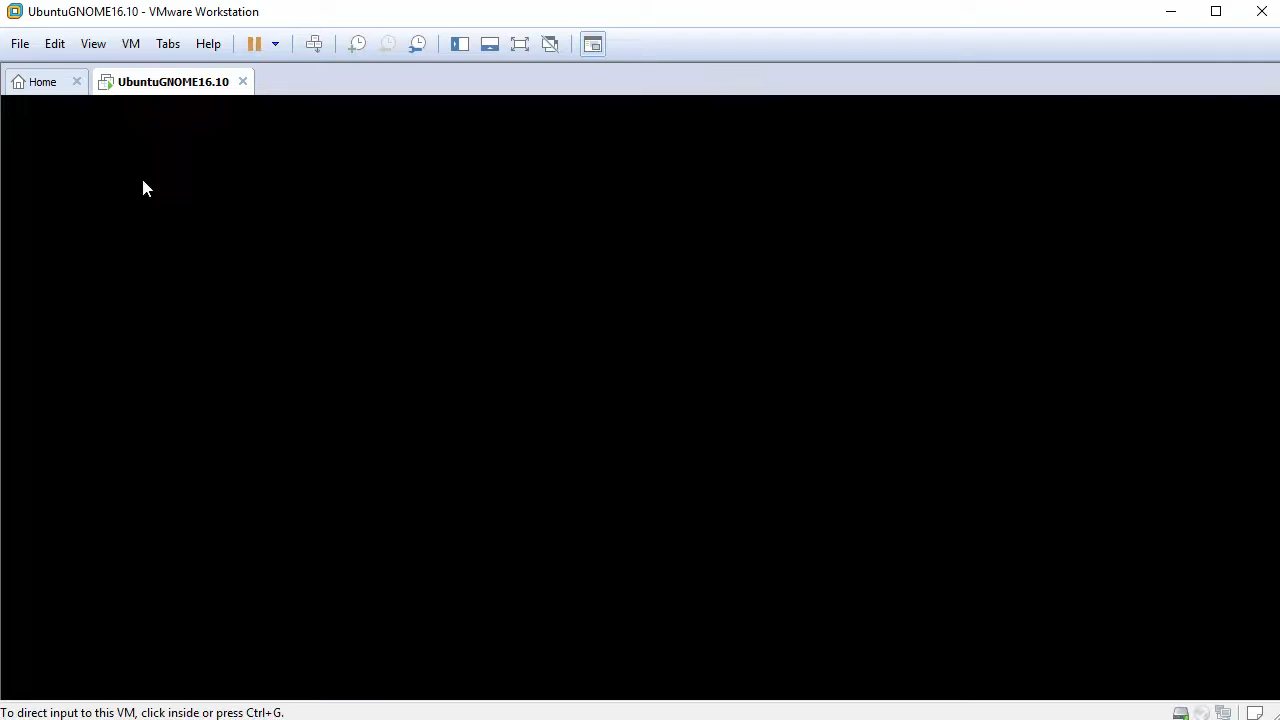 UbuntuGNOME16.10 - VMware Workstation
File Edit View VM Tabs Help
Home UbuntuGNOME16.10
To direct input to this VM, click inside or press Ctrl+G.